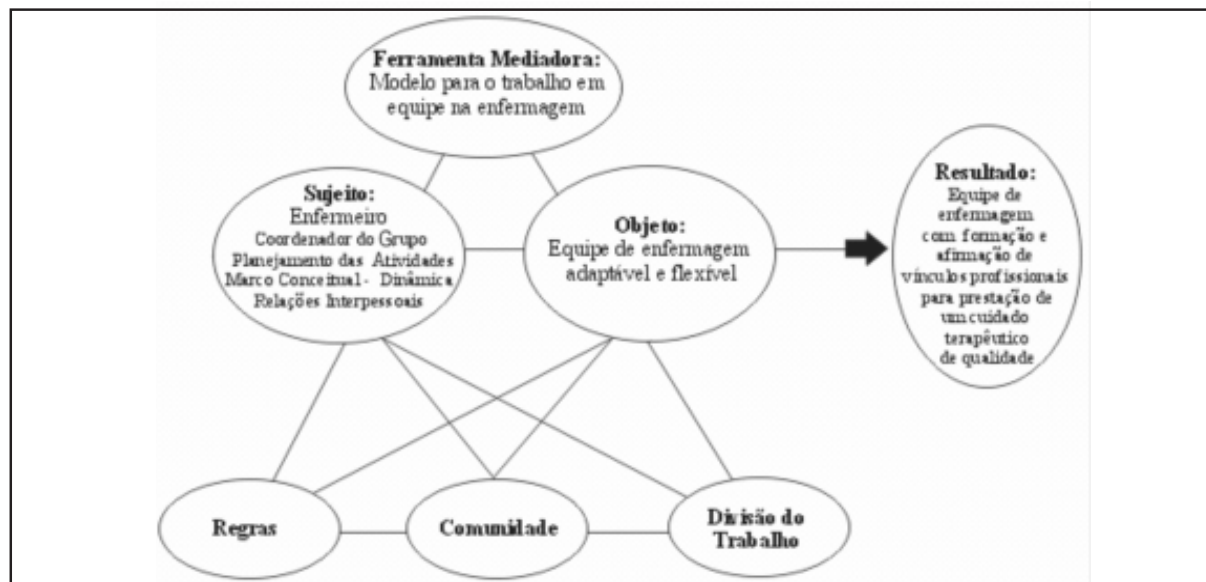 Ferramenta Mediadora:
Modelo para o trabalho em
equipe na enfermagem
Sujeito:
Enfermeiro
Coordenador do Grupo
Planejamento das Atividades
Marco Conceitual - Dinâmica
Relações Interpessoais
Objeto:
Equipe de enfermagem
adaptável e flexível
Resultado:
Equipe de
enfermagem
com formação e
afirmação de
vínculos profissionais
para prestação de
um cuidado
terapêutico
de qualidade
Regras
Comunidade
Divisão do
Trabalho